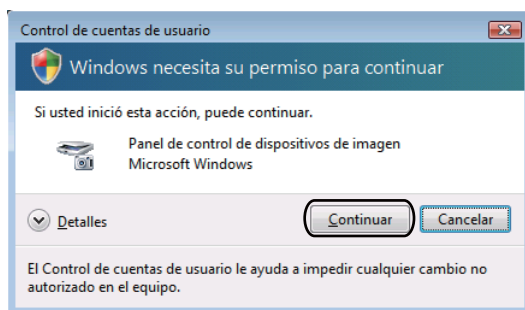 Control de cuentas de usuario
Windows necesita su permiso para continuar
Si usted inició esta acción, puede continuar.
Panel de control de dispositivos de imagen
Microsoft Windows
Detalles
Continuar
Cancelar
El Control de cuentas de usuario le ayuda a impedir cualquier cambio no
autorizado en el equipo.